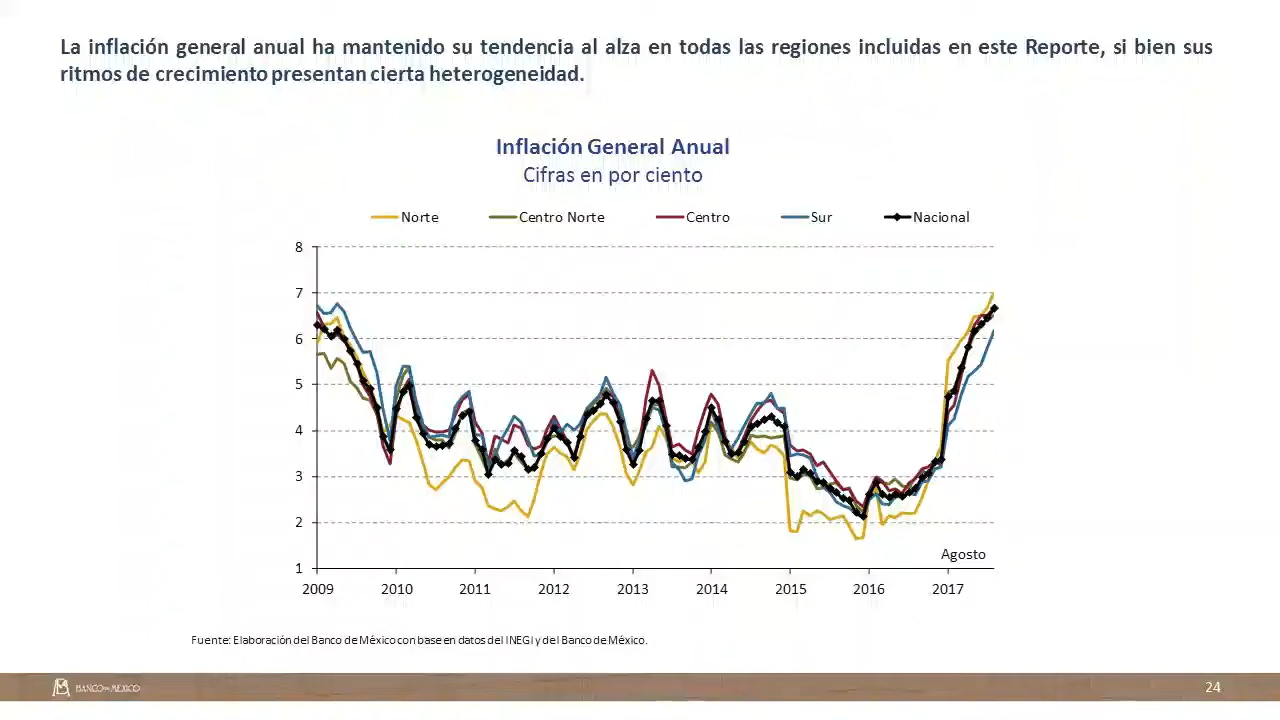 La inflación general anual ha mantenido su tendencia al alza en todas las regiones incluidas en este Reporte, si bien sus
ritmos de crecimiento presentan cierta heterogeneidad.
Inflación General Anual
Cifras en por ciento
Norte Centro Norte Centro Sur Nacional
8
7
6
5
4
3
2
1
Agosto
2009 2010 2011 2012 2013 2014 2015 2016 2017
Fuente: Elaboración del Banco de México con base en datos del INEGI y del Banco de México.
BANCO DE MEXICO
24